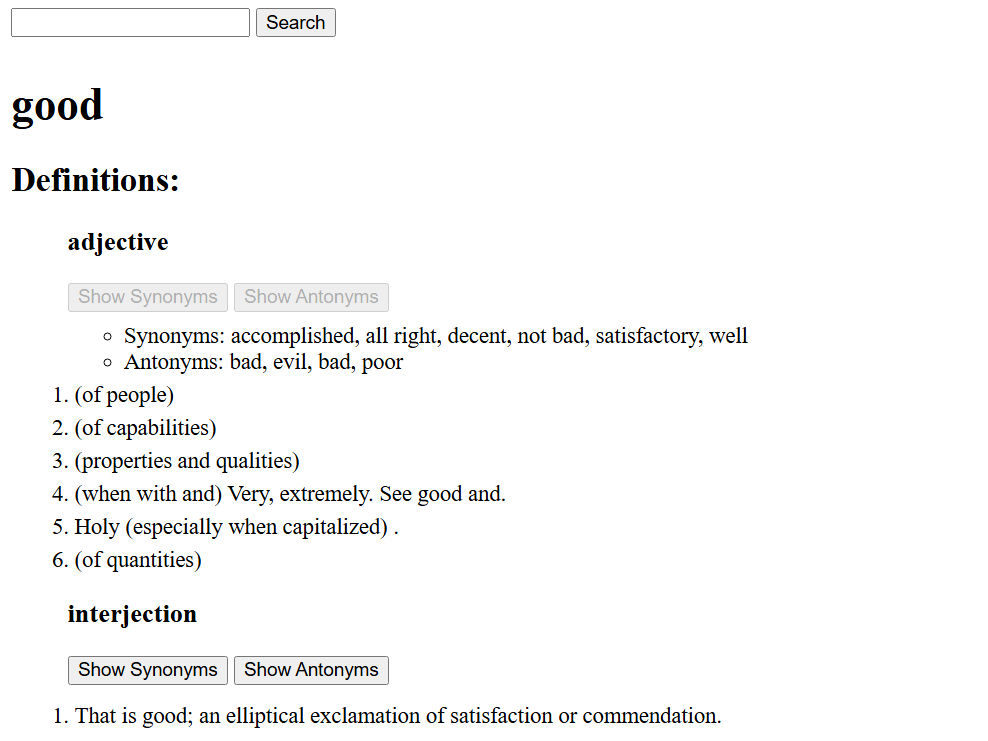 Search
good
Definitions:
adjective
Show Synonyms Show Antonyms
Synonyms: accomplished, all right, decent, not bad, satisfactory, well
Antonyms: bad, evil, bad, poor
1. (of people)
2. (of capabilities)
3. (properties and qualities)
4. (when with and) Very, extremely. See good and.
5. Holy (especially when capitalized) .
6. (of quantities)
interjection
Show Synonyms Show Antonyms
1. That is good; an elliptical exclamation of satisfaction or commendation.